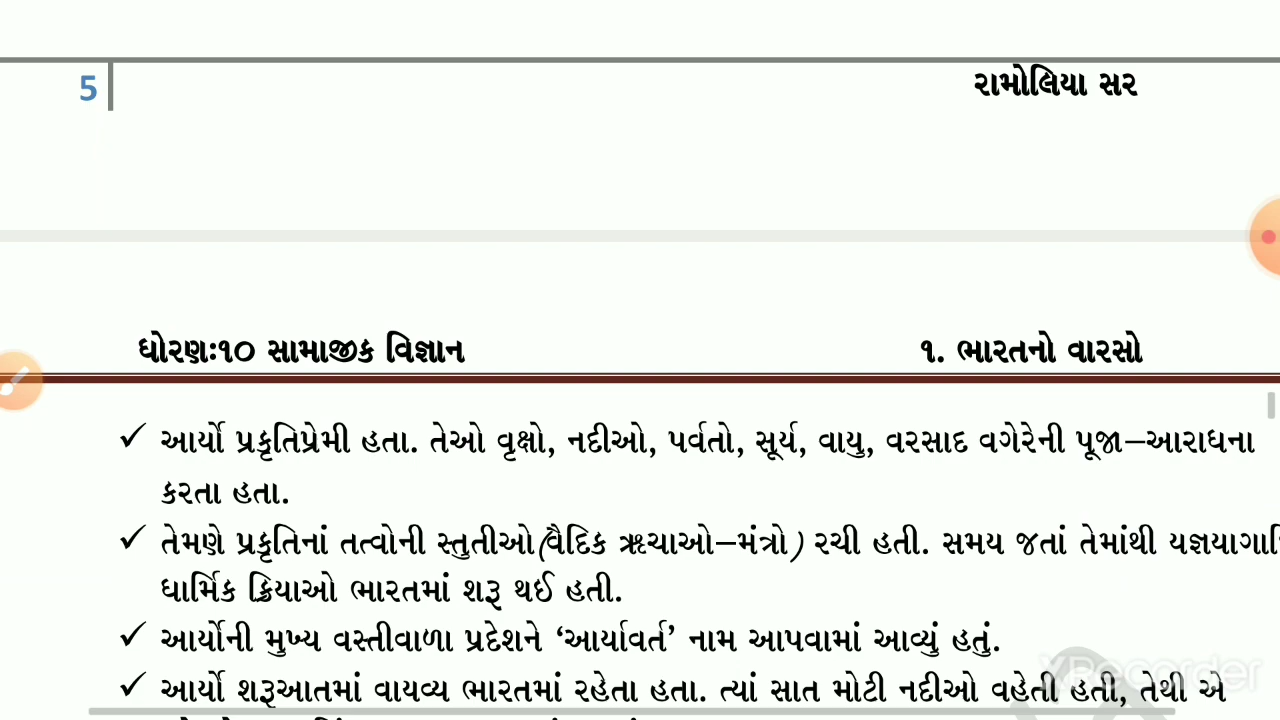 5
રામોલિયા સર
ધોરણઃ૧૦ સામાજીક વિજ્ઞાન
૧. ભારતનો વારસો
✓ આર્યો પ્રકૃતિપ્રેમી હતા. તેઓ વૃક્ષો, નદીઓ, પર્વતો, સૂર્ય, વાયુ, વરસાદ વગેરેની પૂજા–આરાધના
કરતા હતા.
✓ તેમણે પ્રકૃતિનાં તત્વોની સ્તુતીઓ(વૈદિક ઋચાઓ–મંત્રો) રચી હતી. સમય જતાં તેમાંથી
ધાર્મિક ક્રિયાઓ ભારતમાં શરૂ થઈ હતી.
✓ આર્યોની મુખ્ય વસ્તીવાળા પ્રદેશને ‘આર્યાવર્ત’ નામ આપવામાં આવ્યું હતું.
✓ આર્યો શરૂઆતમાં વાયવ્ય ભારતમાં રહેતા હતા. ત્યાં સાત મોટી નદીઓ વહેતી હતી, તેથી એ
XRecorder